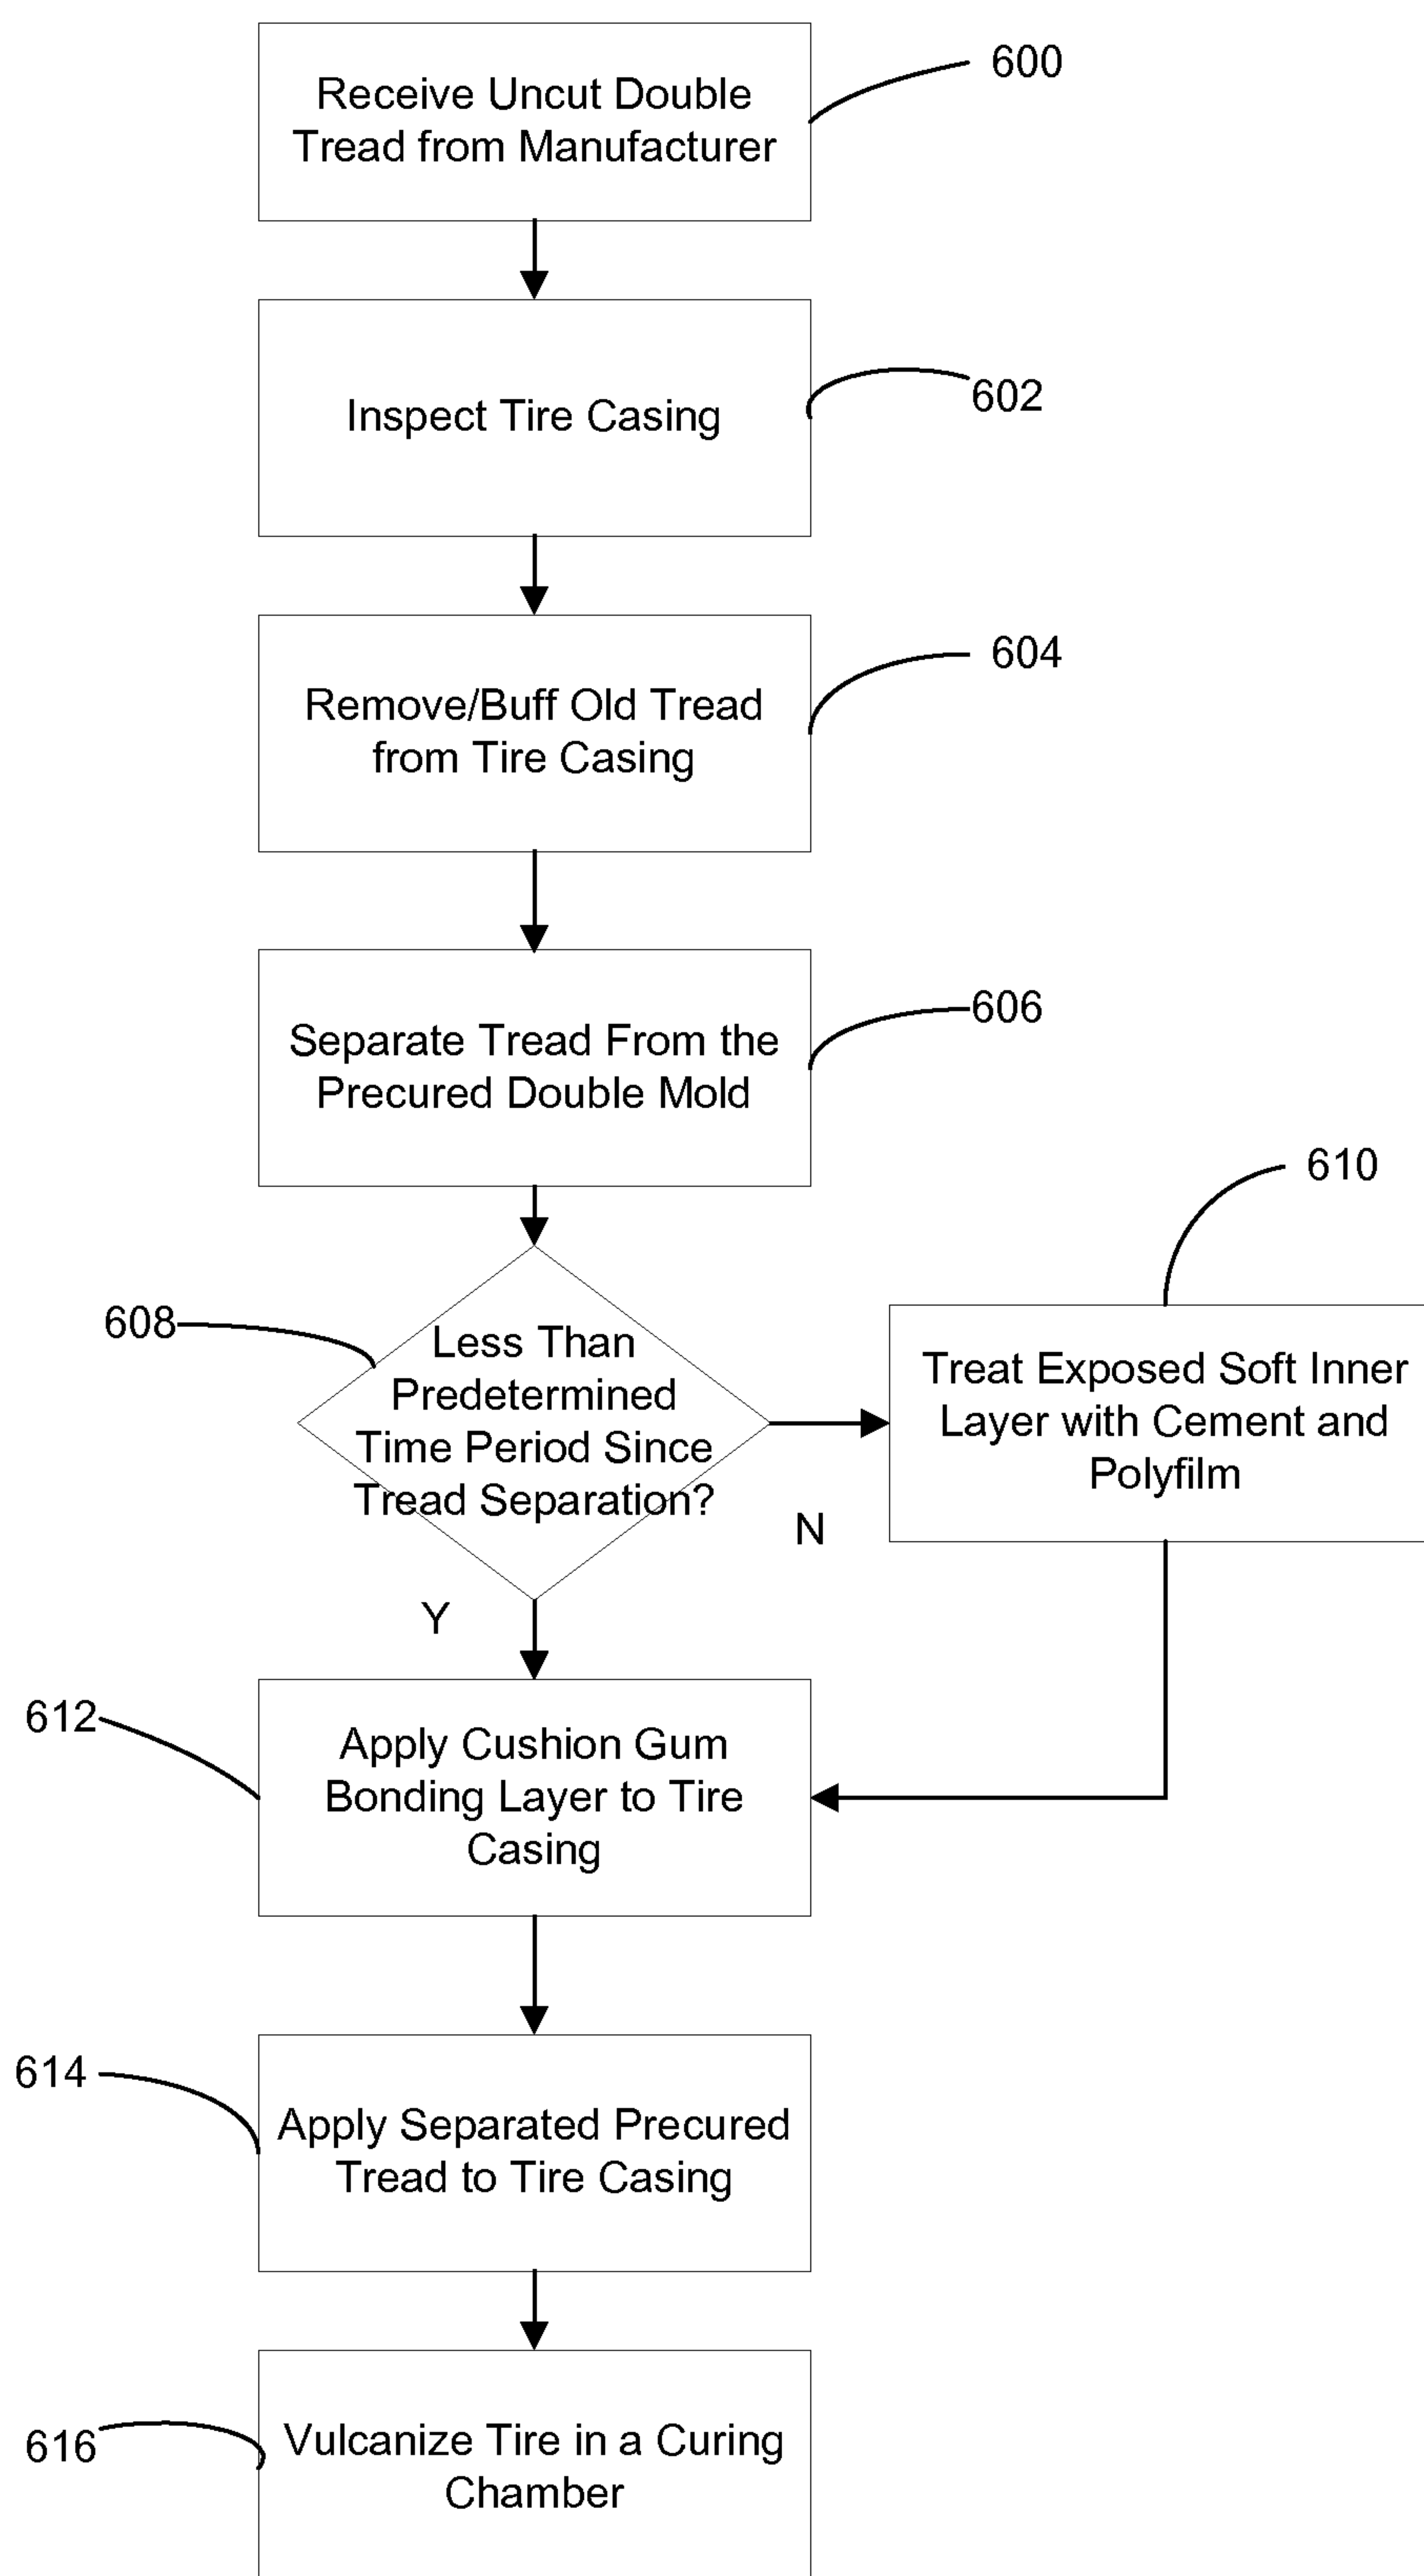 Receive Uncut Double
Tread from Manufacturer
600
Inspect Tire Casing
602
Remove/Buff Old Tread
from Tire Casing
604
Separate Tread From the
Precured Double Mold
606
608
Less Than
Predetermined
Time Period Since
Tread Separation?
N
Y
610
Treat Exposed Soft Inner
Layer with Cement and
Polyfilm
612
Apply Cushion Gum
Bonding Layer to Tire
Casing
614
Apply Separated Precured
Tread to Tire Casing
616
Vulcanize Tire in a Curing
Chamber